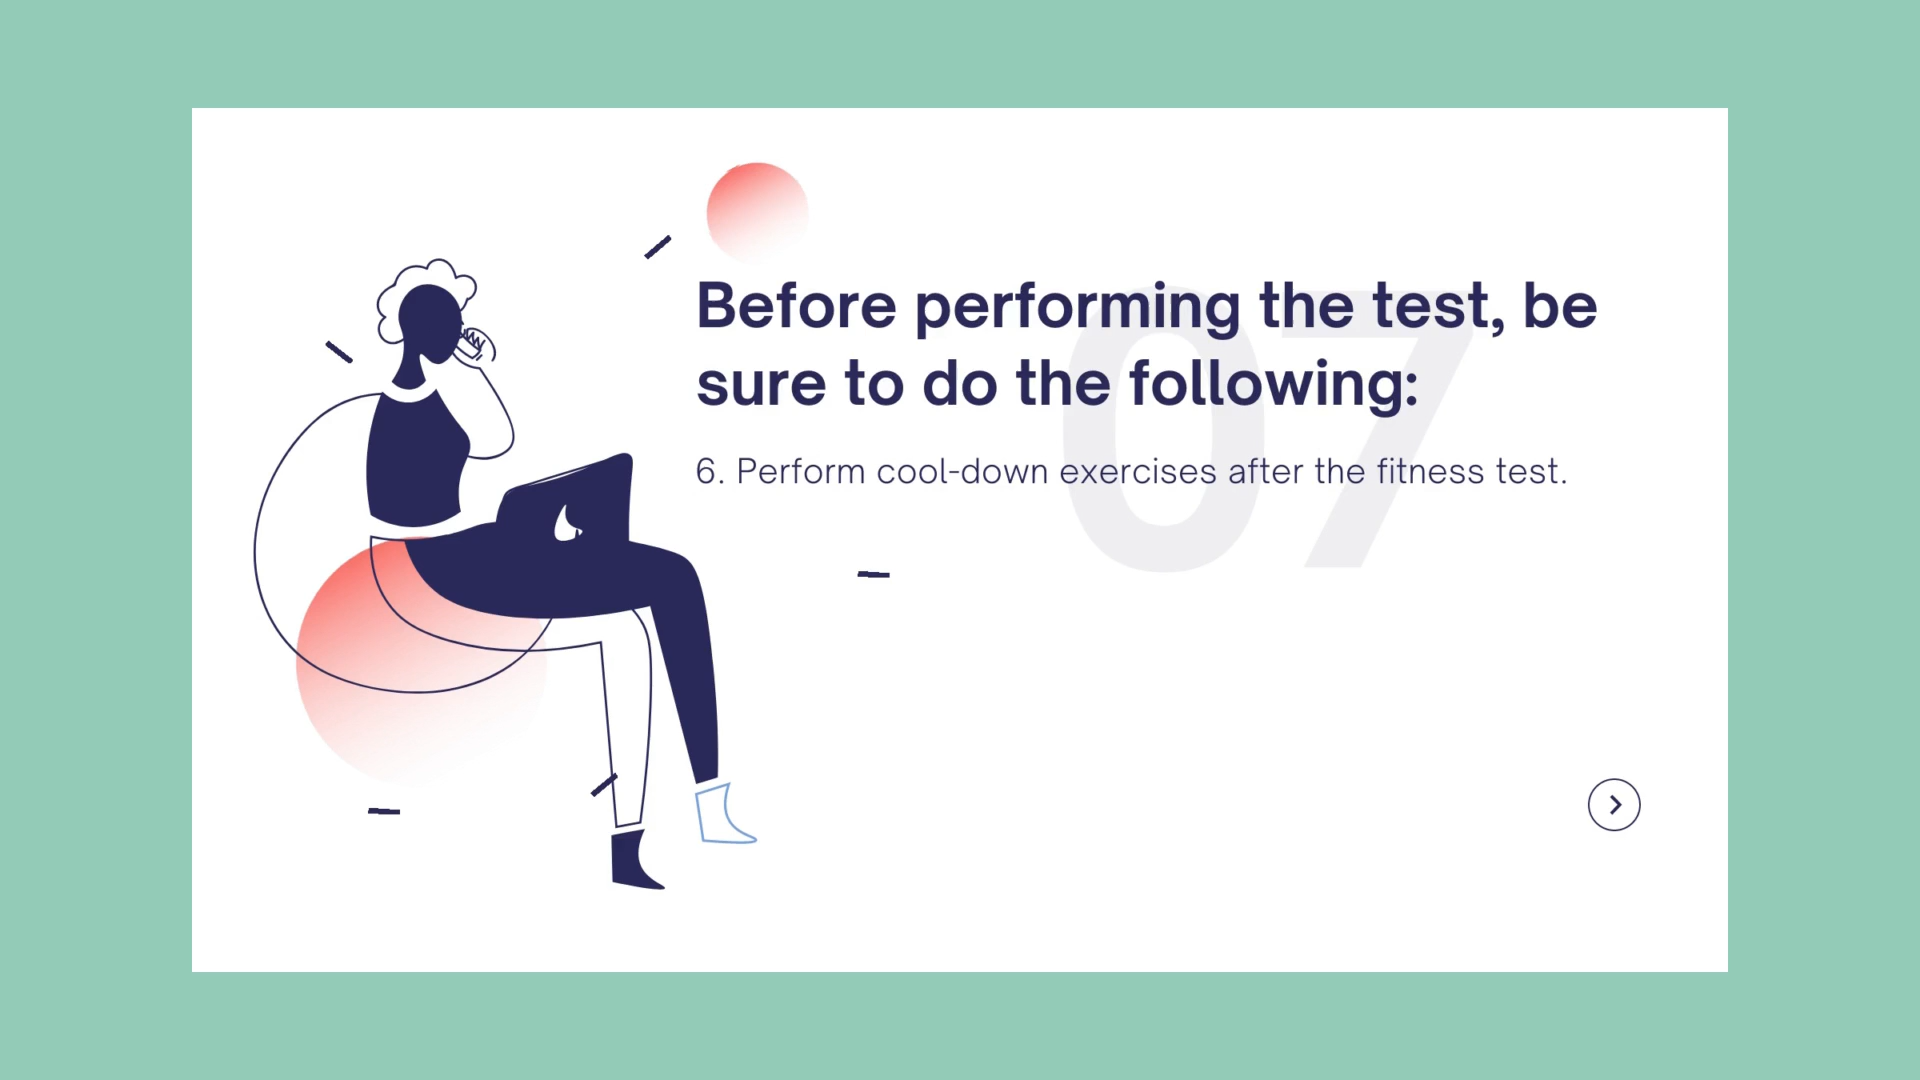 Before performing the test, be
sure to do the following:
07
6. Perform cool-down exercises after the fitness test.